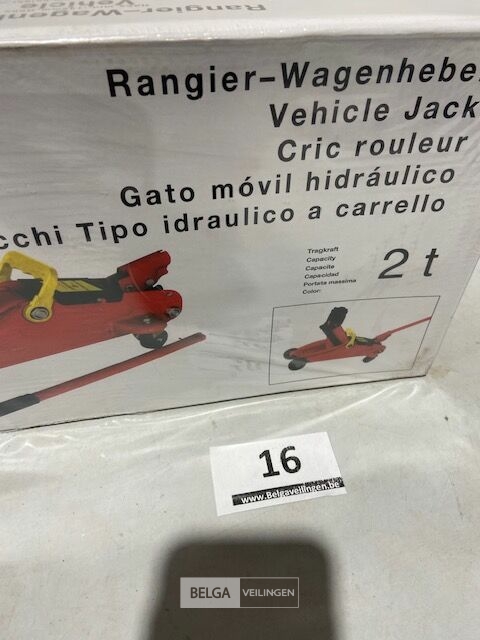 Rangier-Wagenhebe
Vehicle Jack
Cric rouleur
Gato móvil hidráulico
cchi Tipo idraulico a carrello
Tragkraft
Capacity
Capacite
Capacidad
Portata massima
Color:
2 t
16
www.Belgaveilingen.be
BELGA VEILINGEN